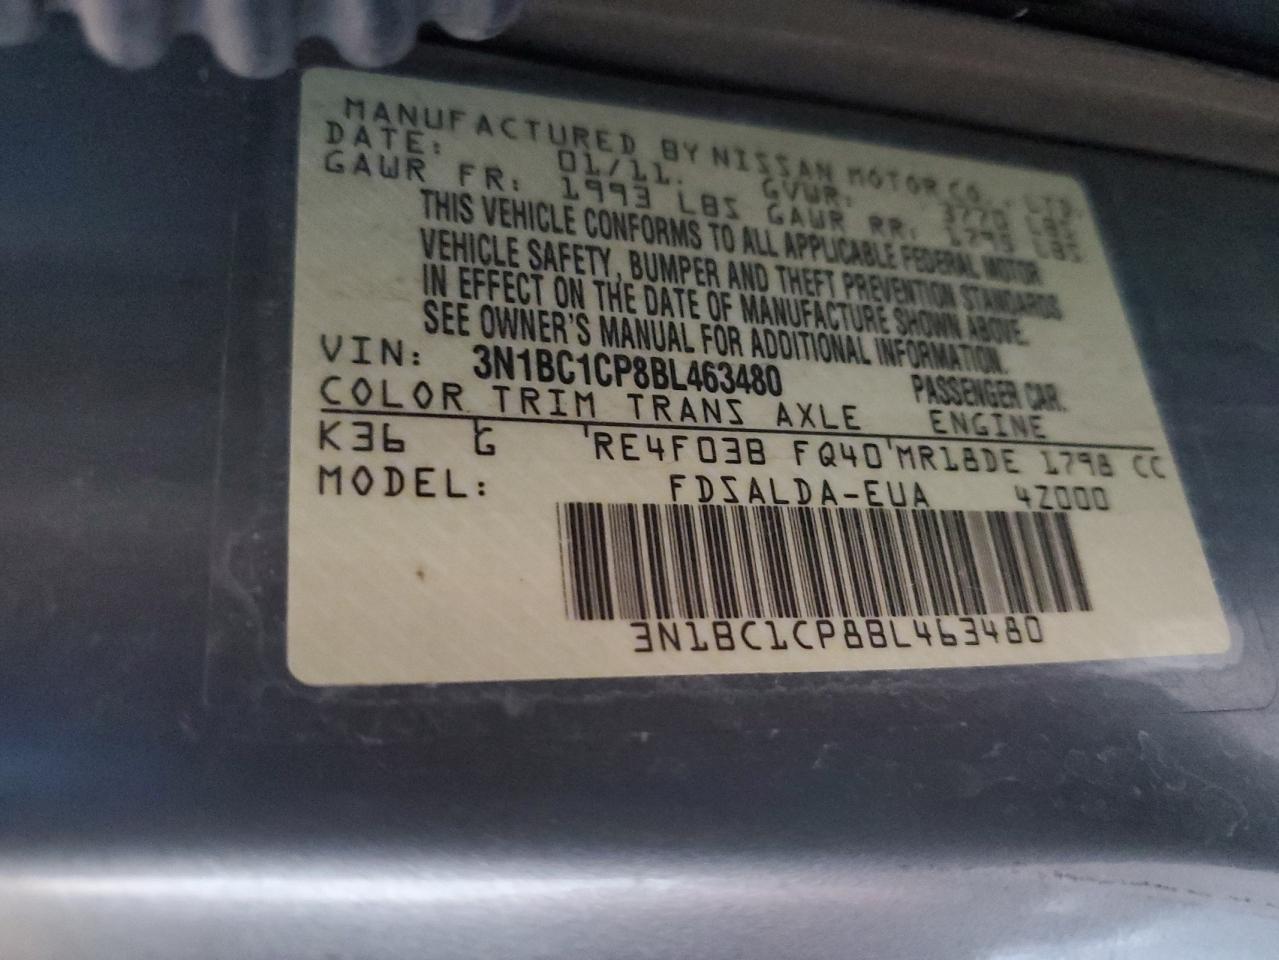 MANUFACTURED BY NISSAN MOTOR CO., LTD.
DATE: 01/11. GVWR: 3770 LBS
GAWR FR: 1993 LBS GAWR RR: 1795 LBS
THIS VEHICLE CONFORMS TO ALL APPLICABLE FEDERAL MOTOR
VEHICLE SAFETY, BUMPER AND THEFT PREVENTION STANDARDS
IN EFFECT ON THE DATE OF MANUFACTURE SHOWN ABOVE.
SEE OWNER'S MANUAL FOR ADDITIONAL INFORMATION.
VIN: 3N1BC1CP8BL463480 PASSENGER CAR.
COLOR TRIM TRANS AXLE ENGINE
K36 G RE4F03B FQ40 MR18DE 1798 CC
MODEL: FDSALDA-EUA 4Z000
3N1BC1CP8BL463480